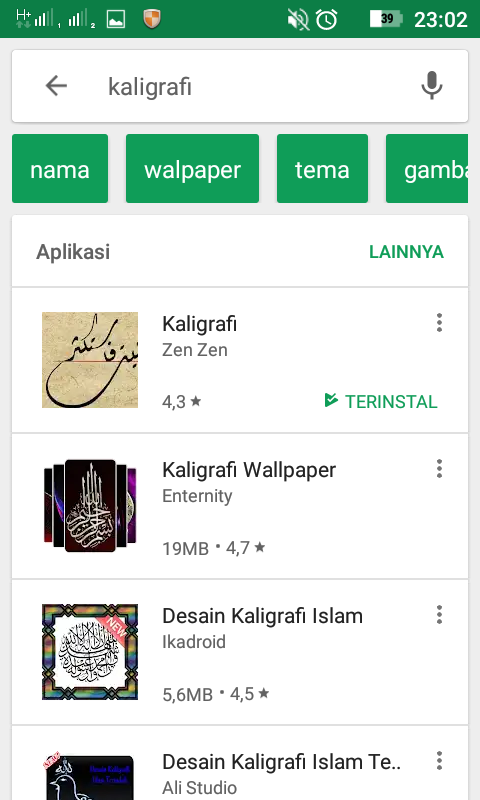 H+ 1 2 39 23:02
kaligrafi
nama walpaper tema gamba
Aplikasi LAINNYA
Kaligrafi
Zen Zen
4,3 ★ TERINSTAL
Kaligrafi Wallpaper
Enternity
19MB • 4,7 ★
NEW
Desain Kaligrafi Islam
Ikadroid
5,6MB • 4,5 ★
Desain Kaligrafi Islam Te..
Ali Studio